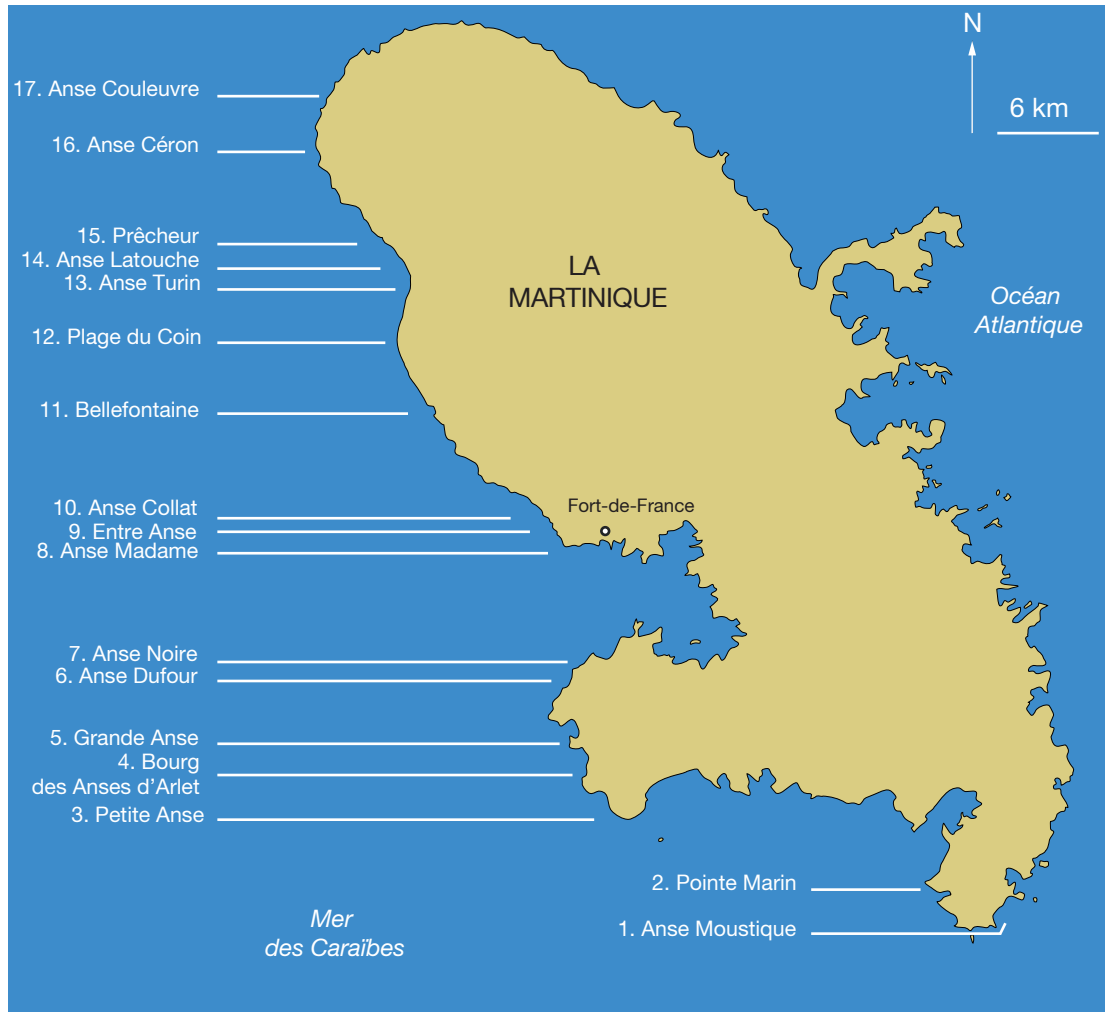 N
6 km
17. Anse Couleuvre
16. Anse Céron
15. Prêcheur
14. Anse Latouche
13. Anse Turin
12. Plage du Coin
11. Bellefontaine
10. Anse Collat
9. Entre Anse
8. Anse Madame
7. Anse Noire
6. Anse Dufour
5. Grande Anse
4. Bourg
des Anses d'Arlet
3. Petite Anse
2. Pointe Marin
1. Anse Moustique
LA
MARTINIQUE
Fort-de-France
Océan
Atlantique
Mer
des Caraïbes